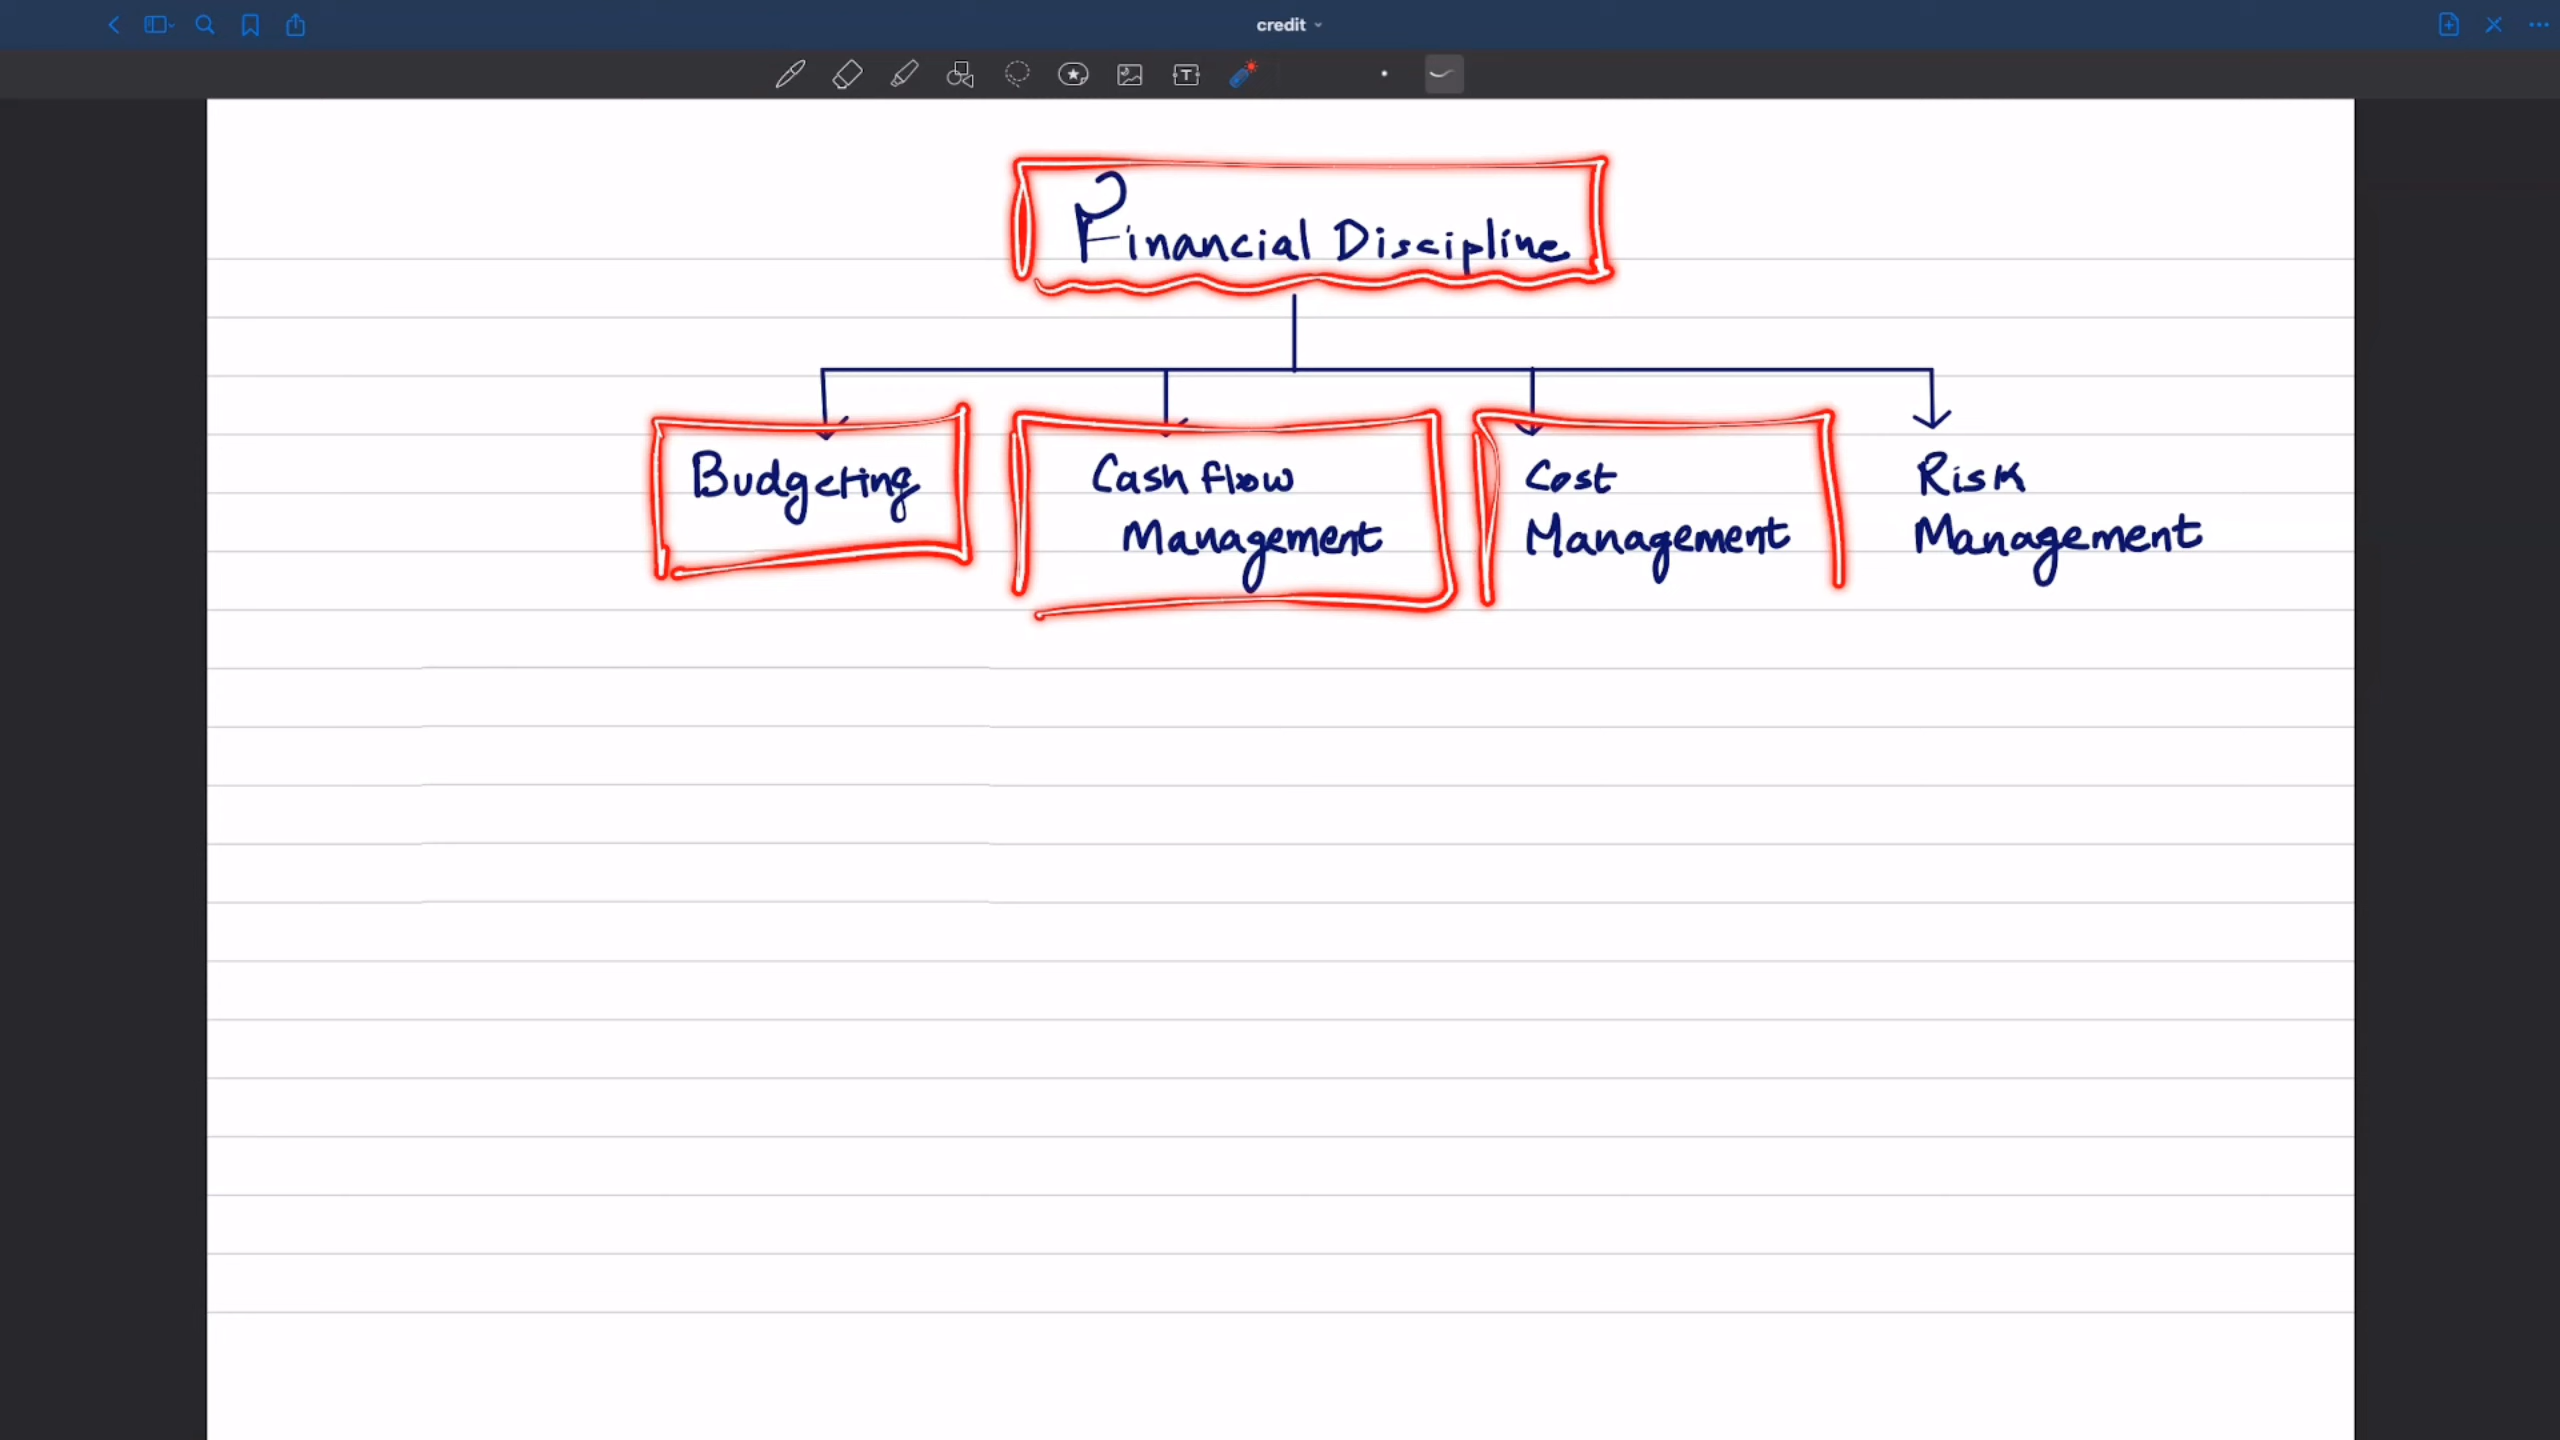 credit
Financial Discipline
Budgeting
Cash flow
Management
Cost
Management
Risk
Management